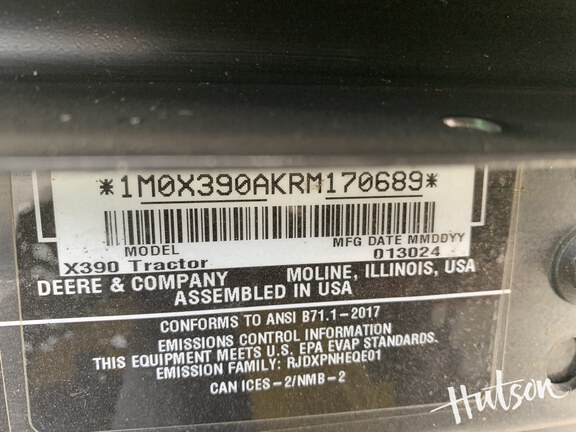 *1M0X390AKRM170689*
MODEL MFG DATE MMDDYY
X390 Tractor 013024
DEERE & COMPANY MOLINE, ILLINOIS, USA
ASSEMBLED IN USA
CONFORMS TO ANSI B71.1-2017
EMISSIONS CONTROL INFORMATION
THIS EQUIPMENT MEETS U.S. EPA EVAP STANDARDS.
EMISSION FAMILY: RJDXPNHEQE01
CAN ICES-2/NMB-2
Hutson